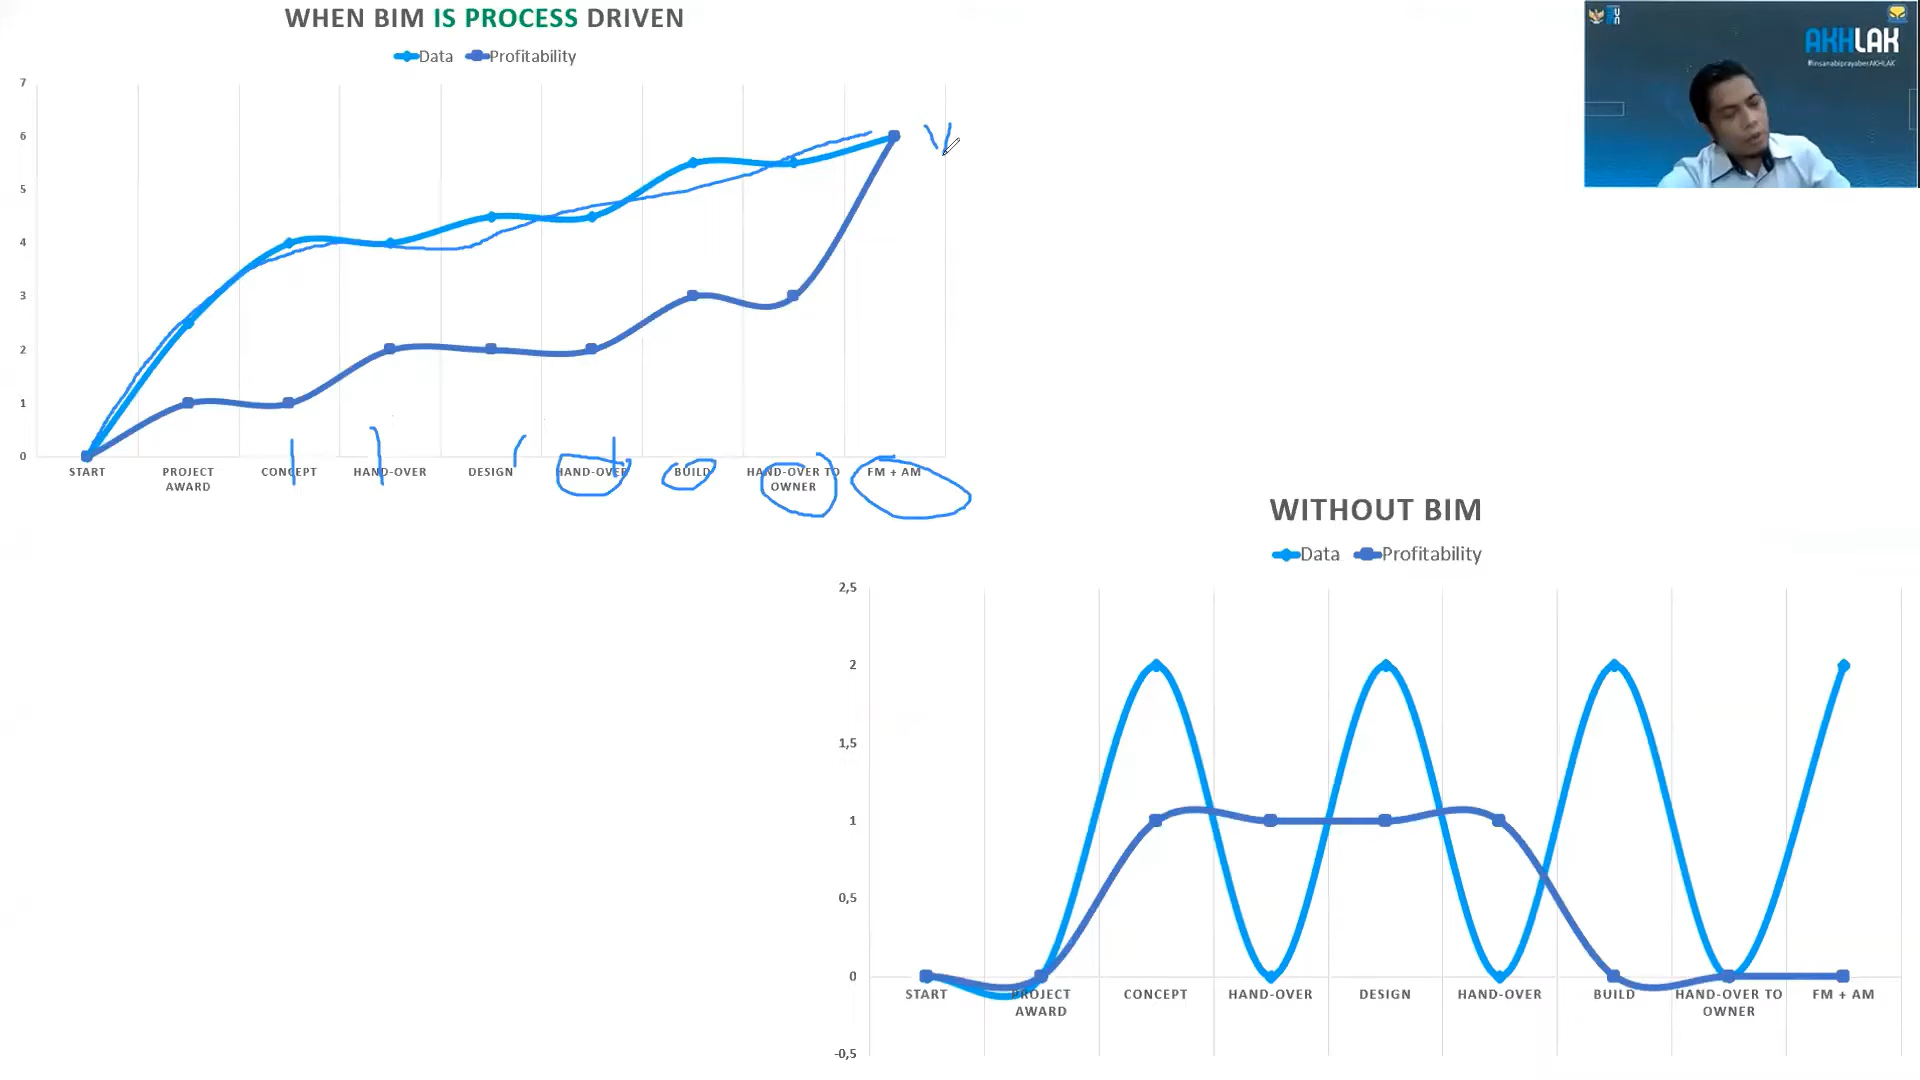 WHEN BIM IS PROCESS DRIVEN
Data Profitability
7
6
5
4
3
2
1
0
START PROJECT AWARD CONCEPT HAND-OVER DESIGN HAND-OVER BUILD HAND-OVER TO OWNER FM + AM
AKHLAK
WITHOUT BIM
Data Profitability
2,5
2
1,5
1
0,5
0
-0,5
START PROJECT AWARD CONCEPT HAND-OVER DESIGN HAND-OVER BUILD HAND-OVER TO OWNER FM + AM